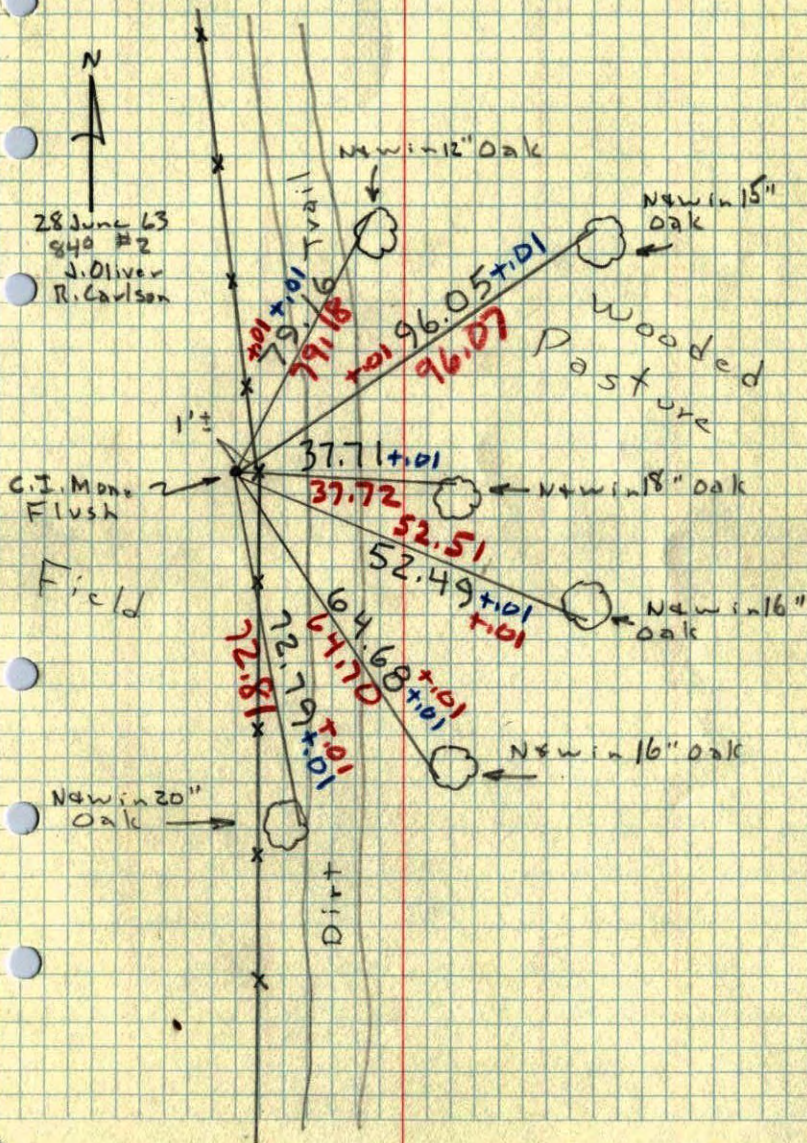 N
N&w in 12" Oak
28 June 63
84° #2
J. Oliver
R. Carlson
N&w in 15"
Oak
Trail
79.16 +.01
+.01 79.18
96.05 +.01
+.01 96.07
Wooded
Pasture
1'±
37.71 +.01
37.72
N&w in 18" Oak
C.I. Mon.
Flush
52.51
52.49 +.01
+.01
N&w in 16"
Oak
Field
64.68 +.01
64.70 +.01
72.79 +.01
72.81 +.01
N&w in 16" Oak
N&w in 20"
Oak
Dirt